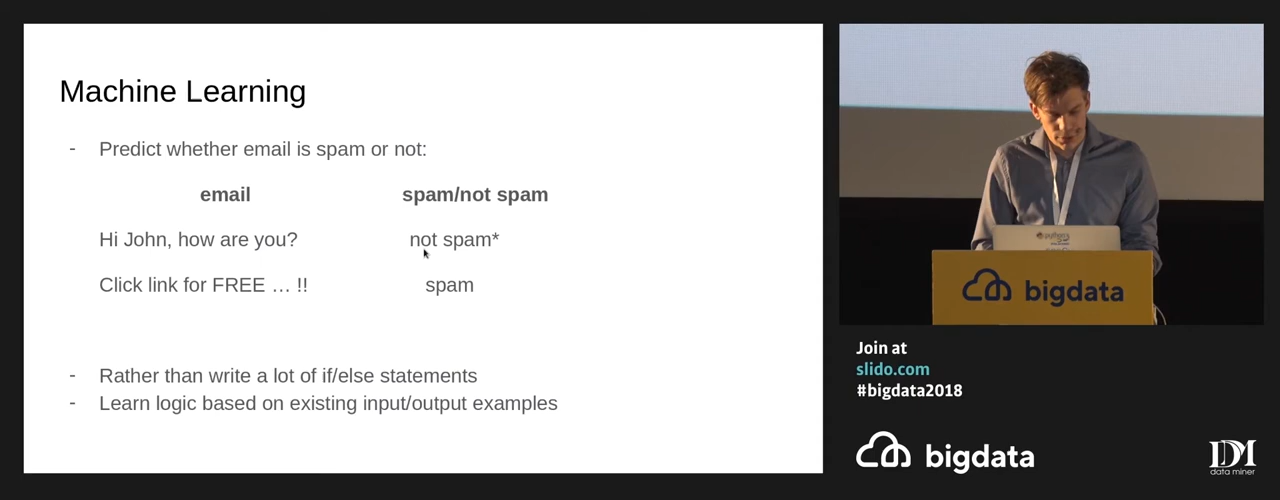 Machine Learning
- Predict whether email is spam or not:
email spam/not spam
Hi John, how are you? not spam*
Click link for FREE … !! spam
- Rather than write a lot of if/else statements
- Learn logic based on existing input/output examples
bigdata
Join at
slido.com
#bigdata2018
bigdata
DM
data miner